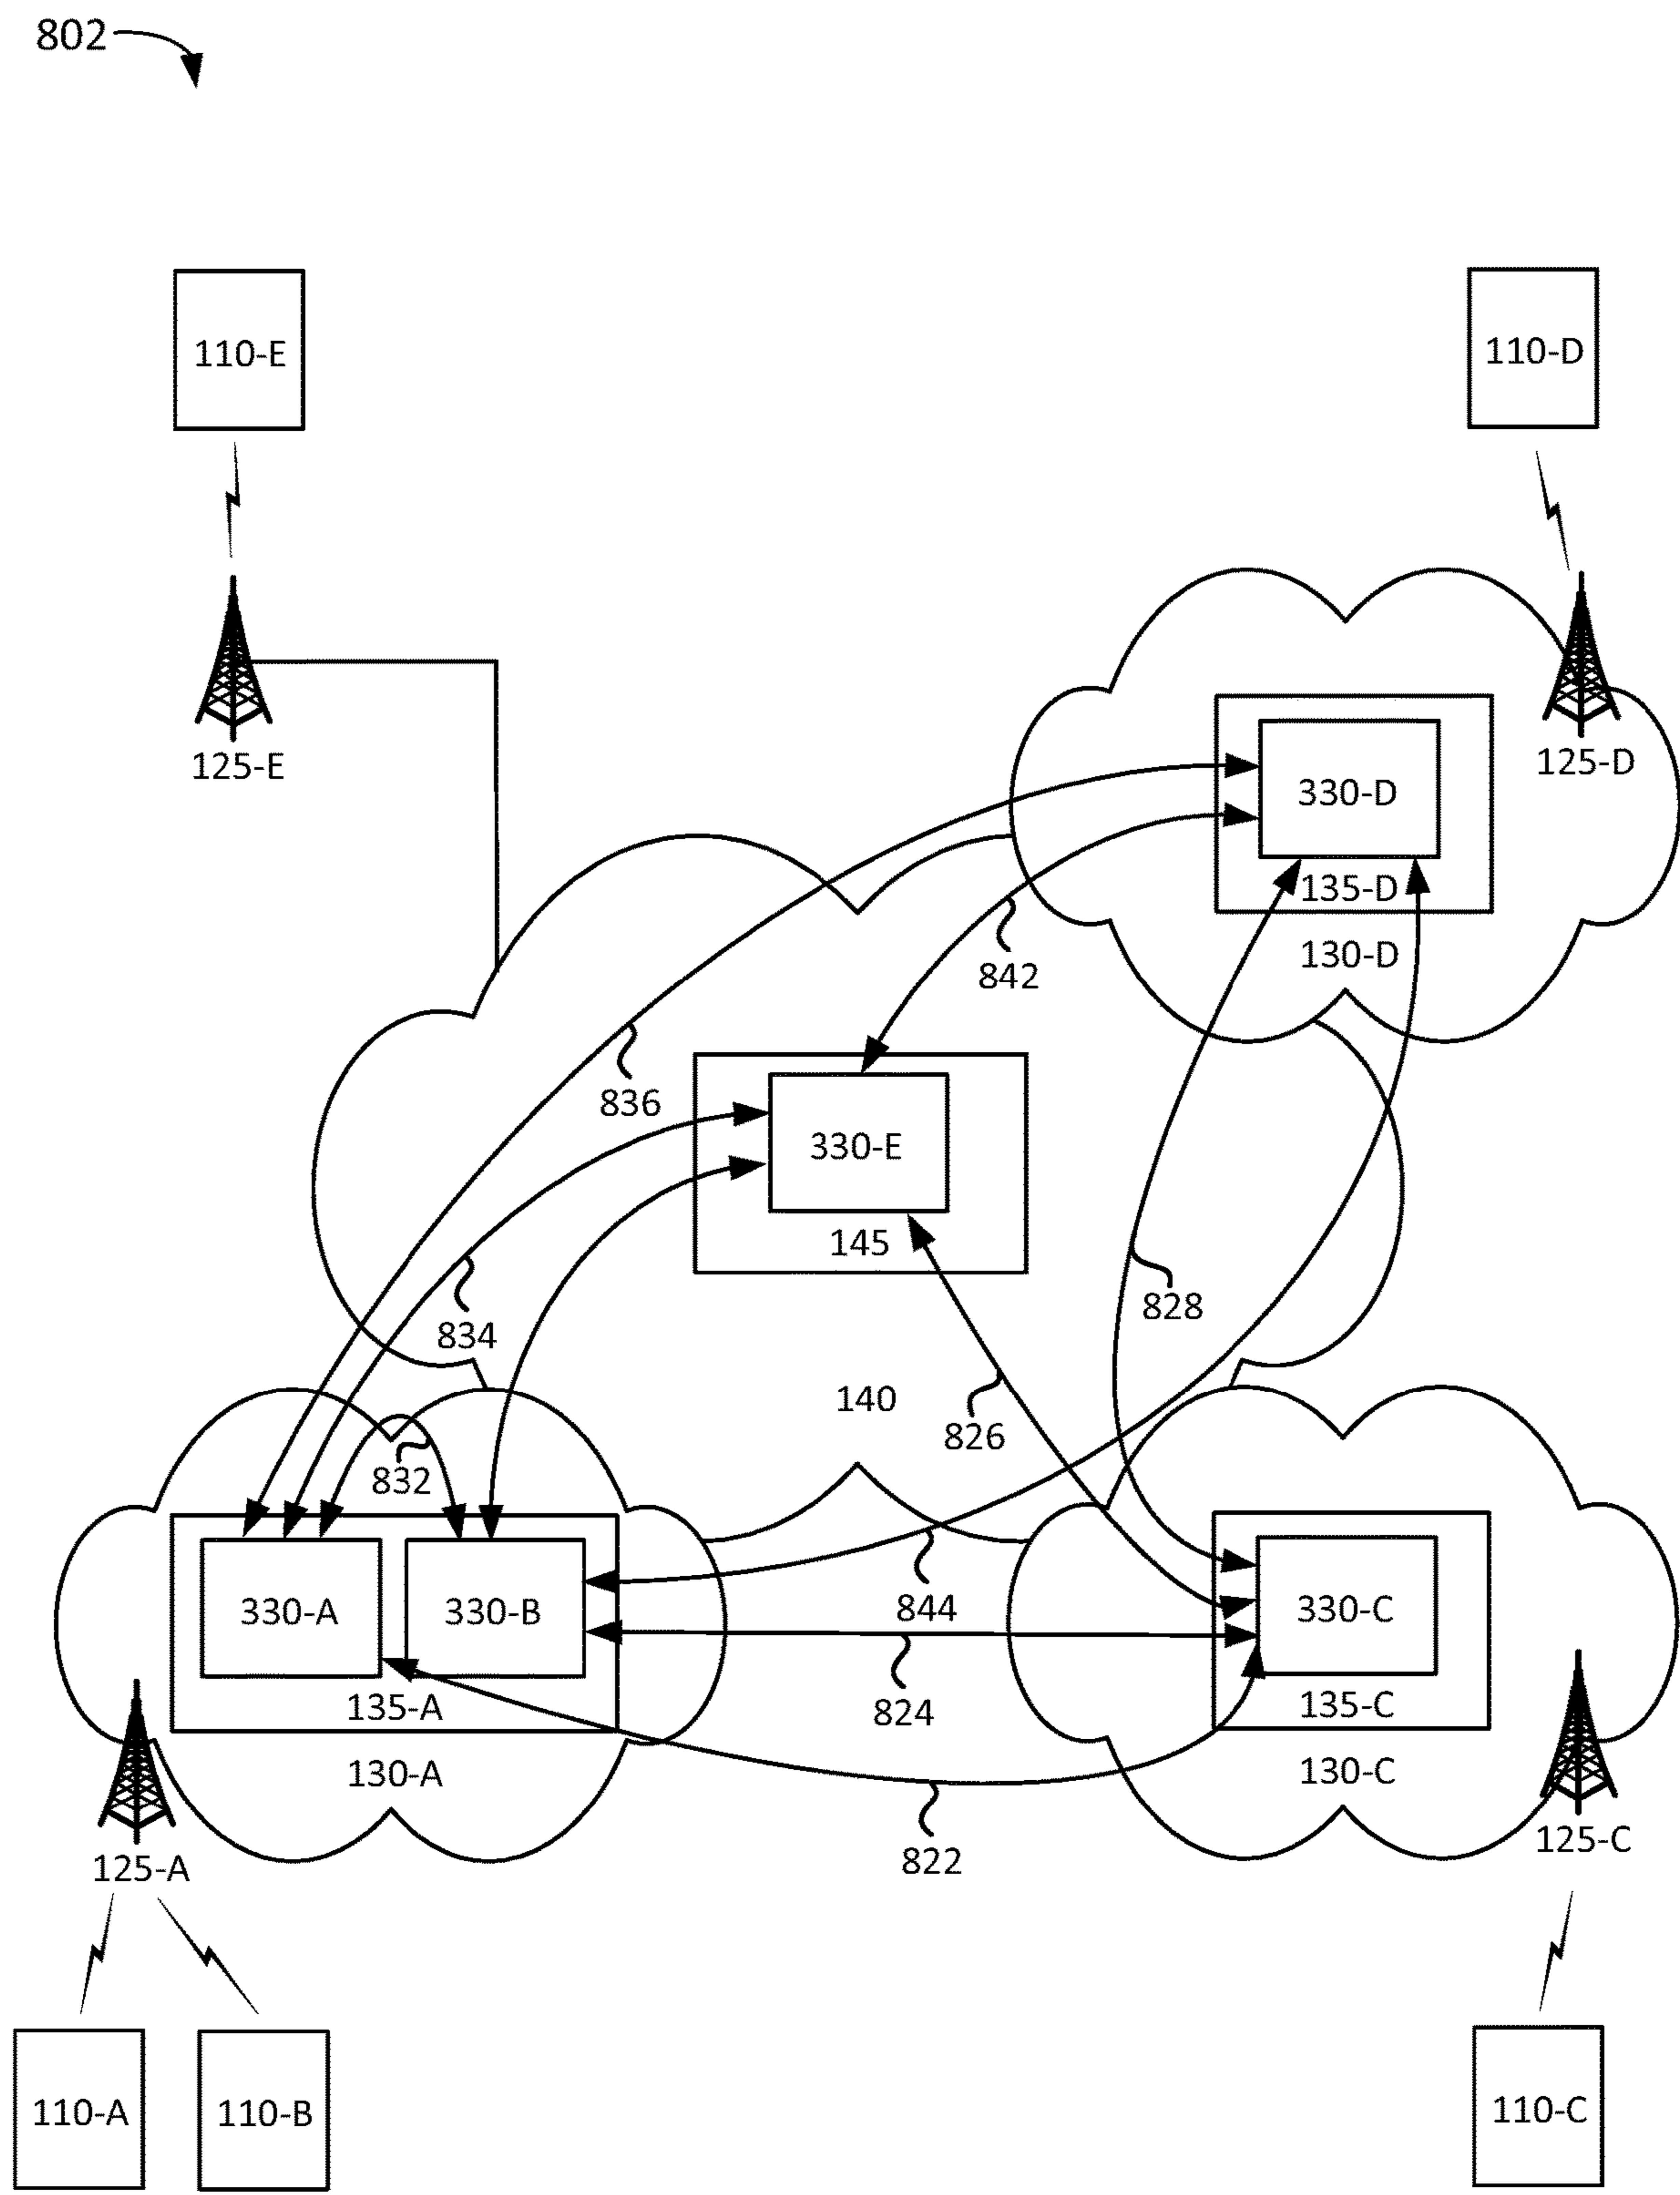 802
110-E
110-D
125-E
125-D
330-D
135-D
130-D
842
836
330-E
145
828
834
140
826
832
330-A
330-B
844
330-C
135-A
824
135-C
130-A
130-C
822
125-A
125-C
110-A
110-B
110-C